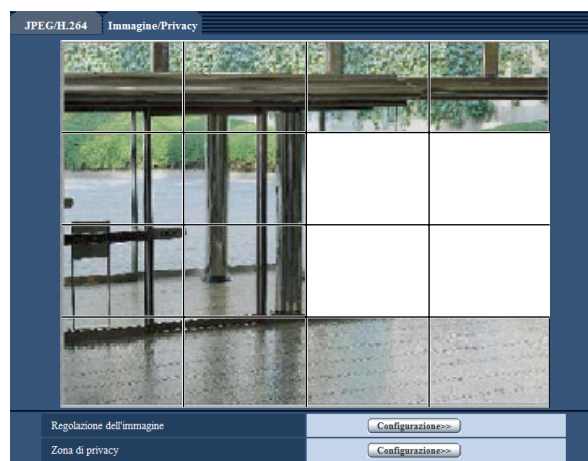 JPEG/H.264 Immagine/Privacy
Regolazione dell'immagine Configurazione>>
Zona di privacy Configurazione>>